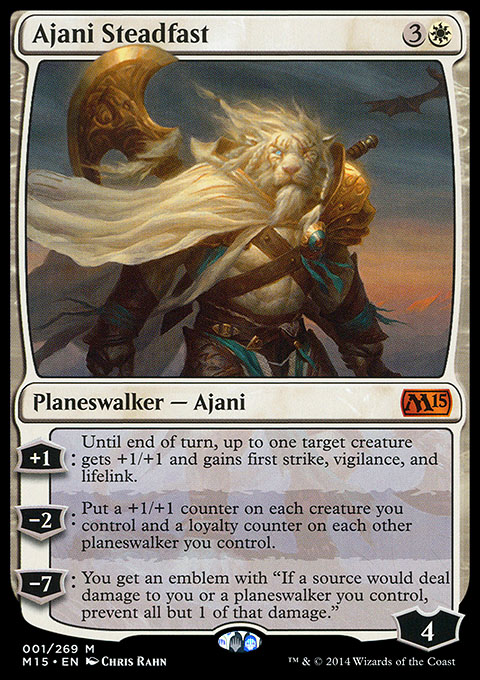 Ajani Steadfast 3
Planeswalker — Ajani M15
+1: Until end of turn, up to one target creature
gets +1/+1 and gains first strike, vigilance, and
lifelink.
−2: Put a +1/+1 counter on each creature you
control and a loyalty counter on each other
planeswalker you control.
−7: You get an emblem with “If a source would deal
damage to you or a planeswalker you control,
prevent all but 1 of that damage.”
4
001/269 M
M15 • EN Chris Rahn ™ & © 2014 Wizards of the Coast